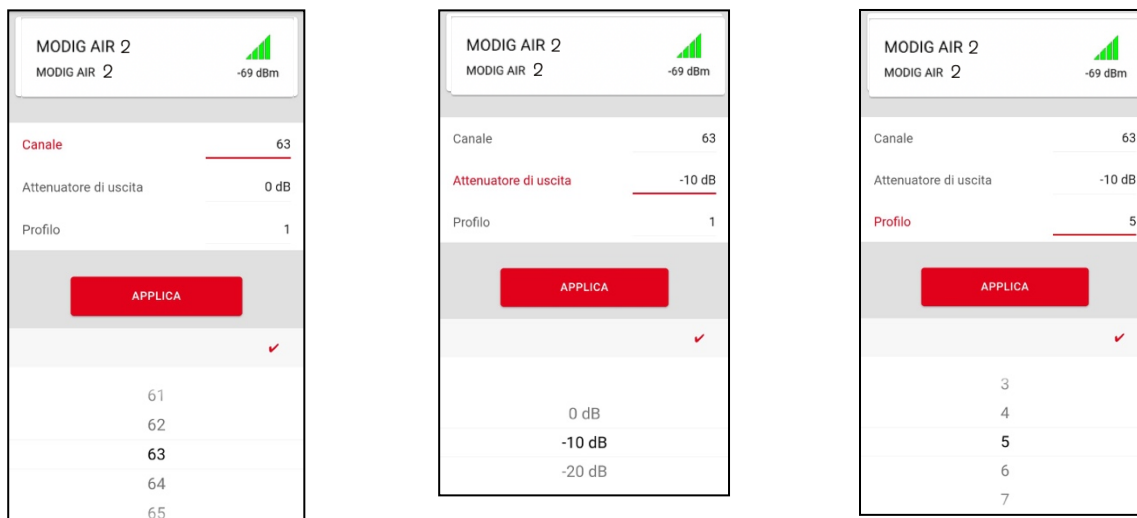 MODIG AIR 2
MODIG AIR 2
-69 dBm
Canale 63
Attenuatore di uscita 0 dB
Profilo 1
APPLICA
✔
61
62
63
64
65
MODIG AIR 2
MODIG AIR 2
-69 dBm
Canale 63
Attenuatore di uscita -10 dB
Profilo 1
APPLICA
✔
0 dB
-10 dB
-20 dB
MODIG AIR 2
MODIG AIR 2
-69 dBm
Canale 63
Attenuatore di uscita -10 dB
Profilo 5
APPLICA
✔
3
4
5
6
7